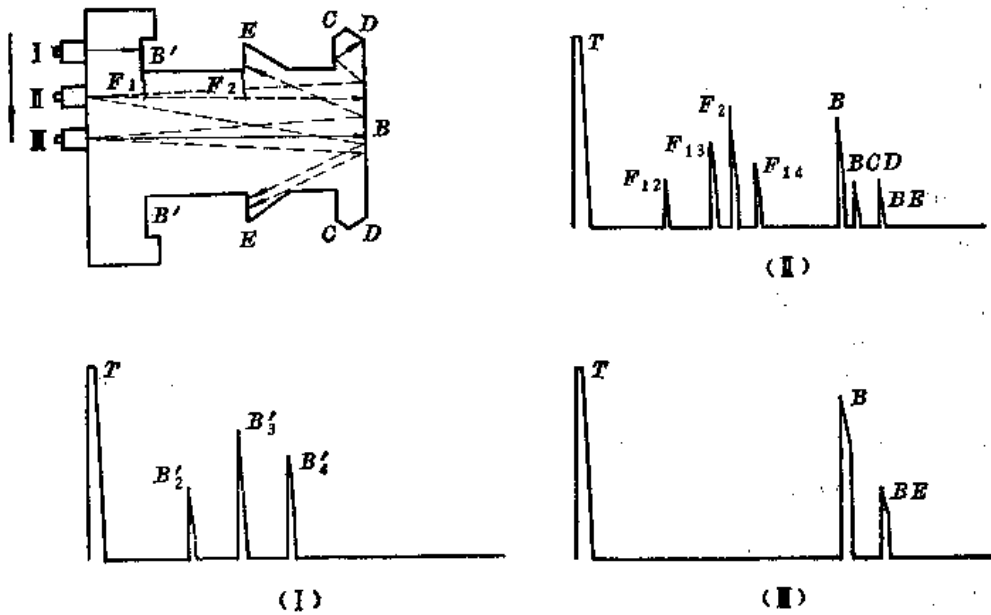 C D
E
I B'
II F₁ F₂
III B
B'
E C D
T
F₂ B
F₁₃
F₁₂ F₁₄ BCD
BE
(II)
T
B'₃
B'₂ B'₄
(I)
T
B
BE
(III)